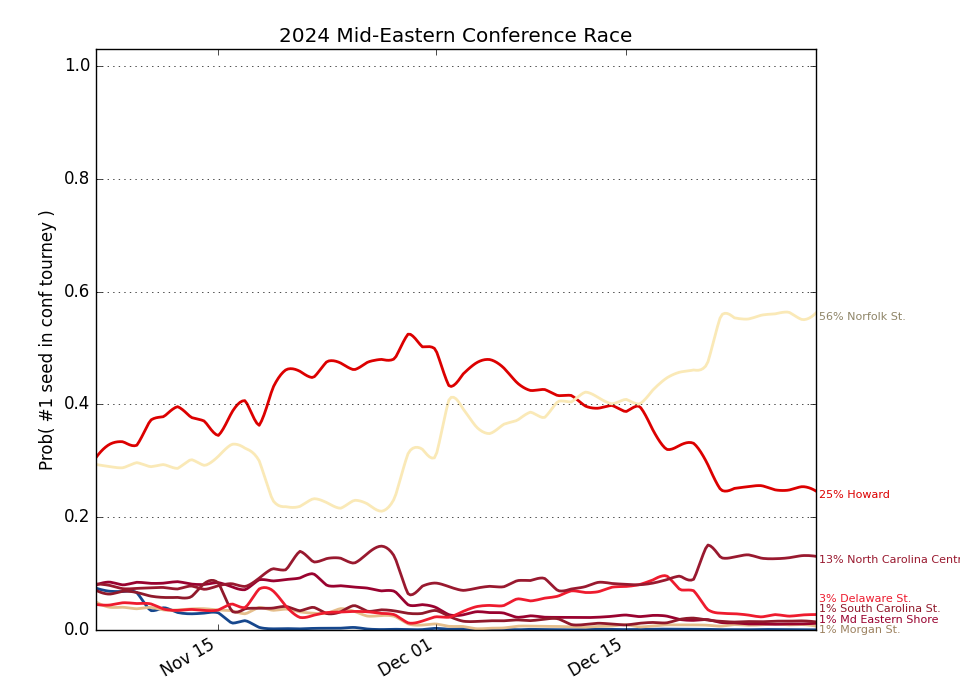 2024 Mid-Eastern Conference Race
Prob( #1 seed in conf tourney )
1.0
0.8
0.6
0.4
0.2
0.0
Nov 15
Dec 01
Dec 15
56% Norfolk St.
25% Howard
13% North Carolina Centr
3% Delaware St.
1% South Carolina St.
1% Md Eastern Shore
1% Morgan St.